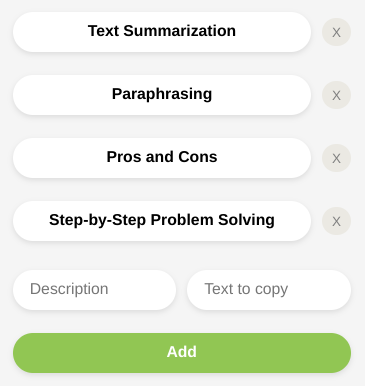 Text Summarization
X
Paraphrasing
X
Pros and Cons
X
Step-by-Step Problem Solving
X
Description
Text to copy
Add